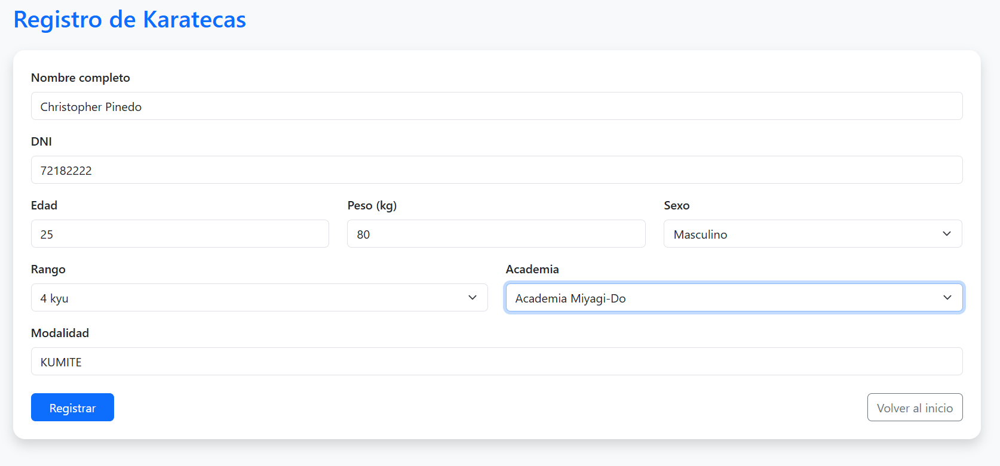 Registro de Karatecas
Nombre completo
Christopher Pinedo
DNI
72182222
Edad
Peso (kg)
Sexo
25
80
Masculino
Rango
Academia
4 kyu
Academia Miyagi-Do
Modalidad
KUMITE
Registrar
Volver al inicio